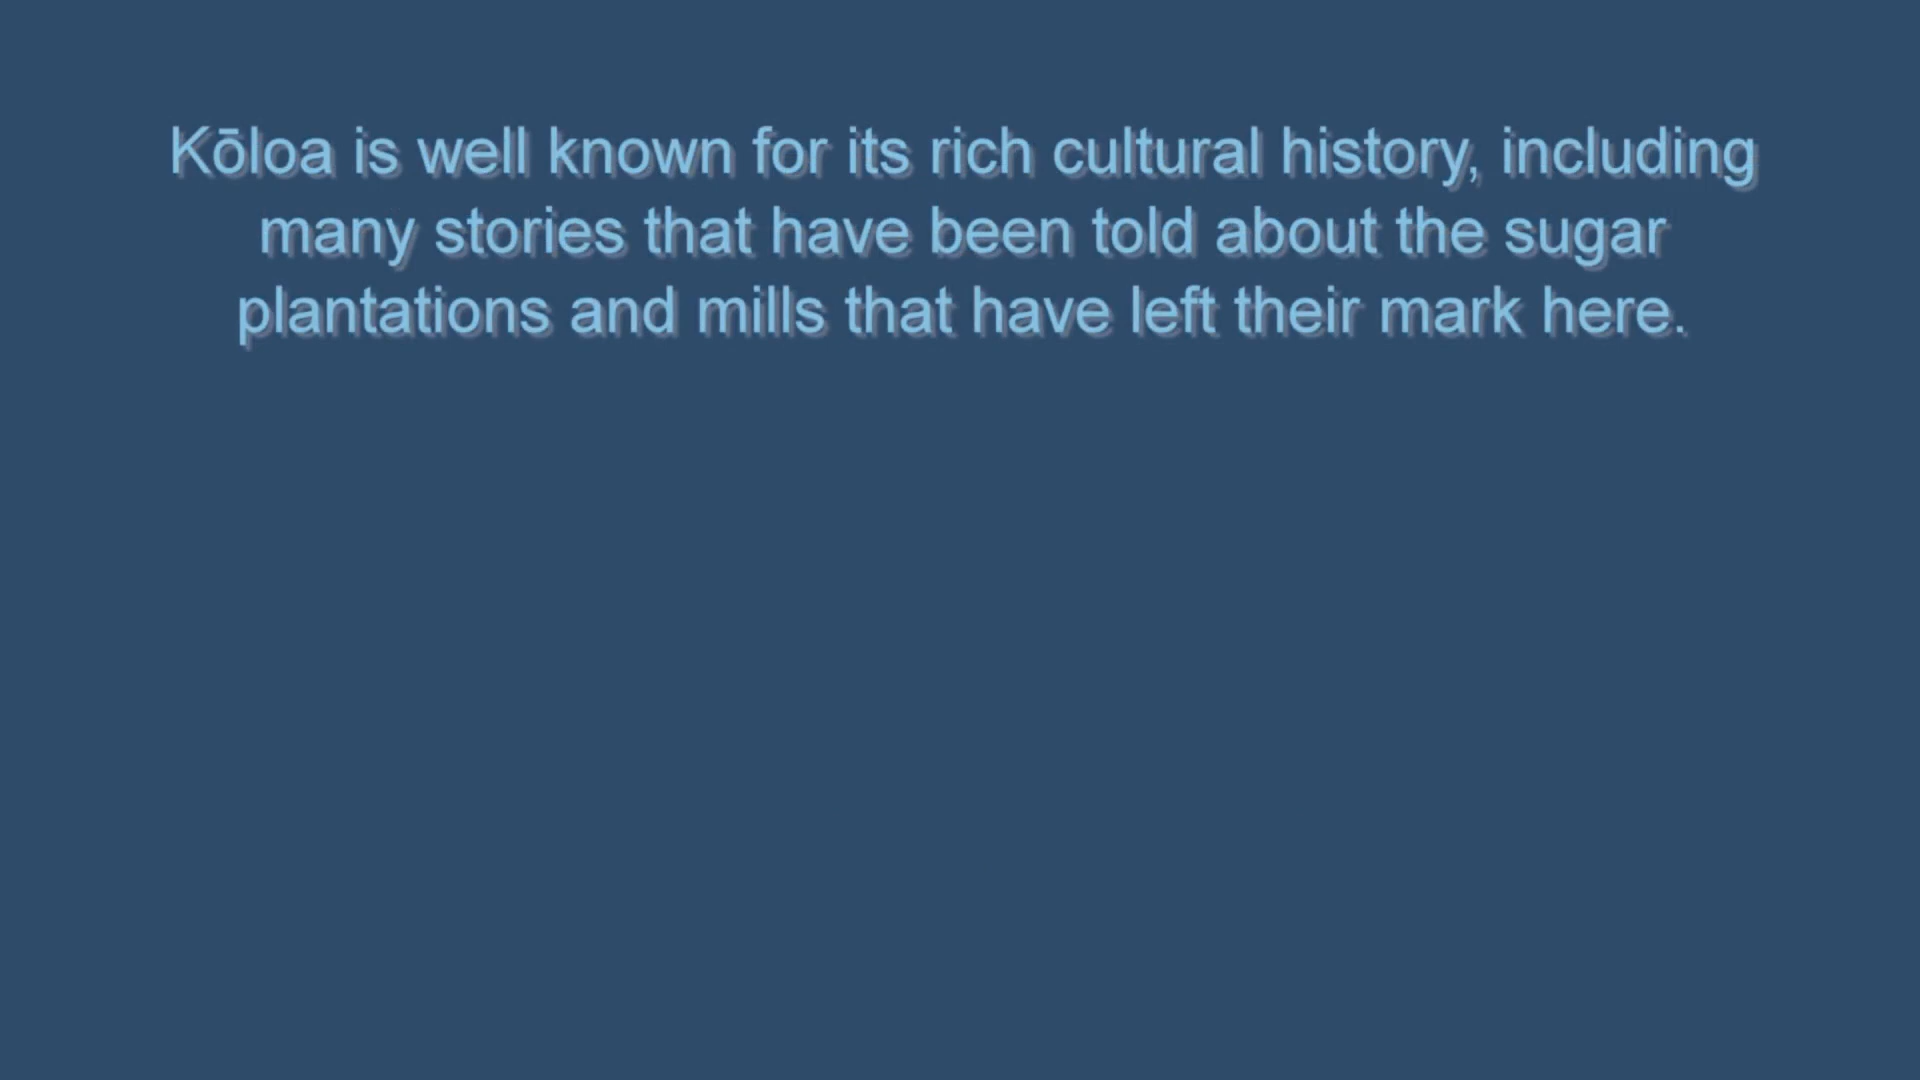 Kōloa is well known for its rich cultural history, including
many stories that have been told about the sugar
plantations and mills that have left their mark here.